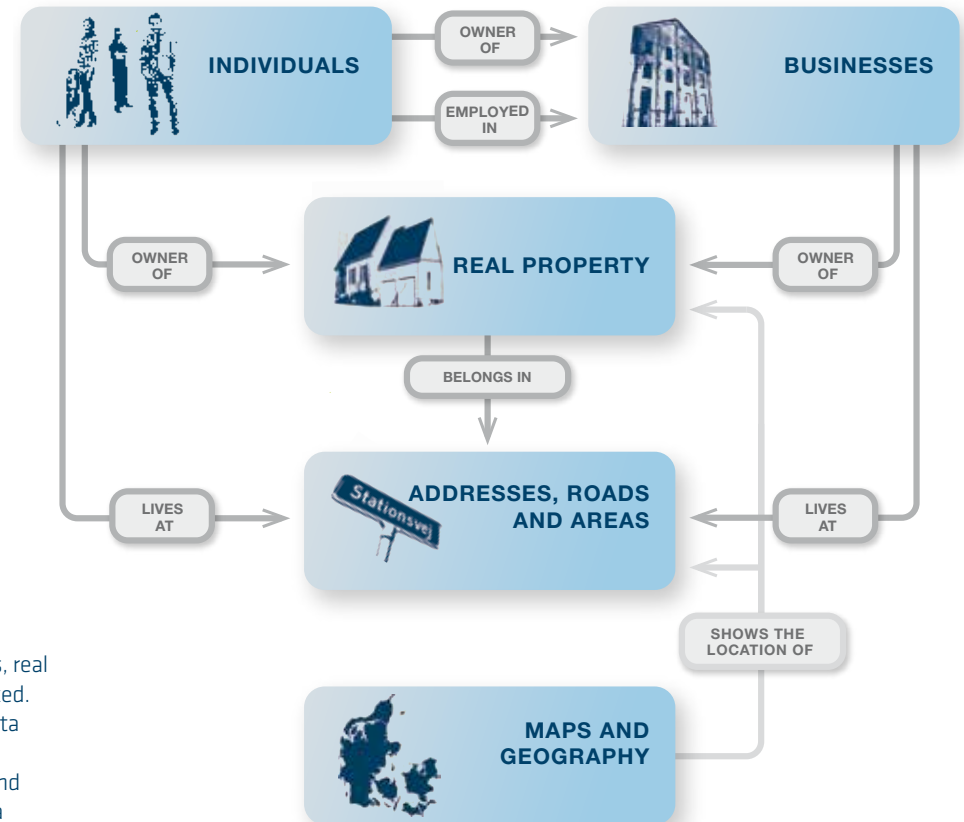 INDIVIDUALS
OWNER
OF
BUSINESSES
EMPLOYED
IN
OWNER
OF
REAL PROPERTY
OWNER
OF
BELONGS IN
Stationsvej
ADDRESSES, ROADS
AND AREAS
LIVES
AT
LIVES
AT
SHOWS THE
LOCATION OF
MAPS AND
GEOGRAPHY
, real